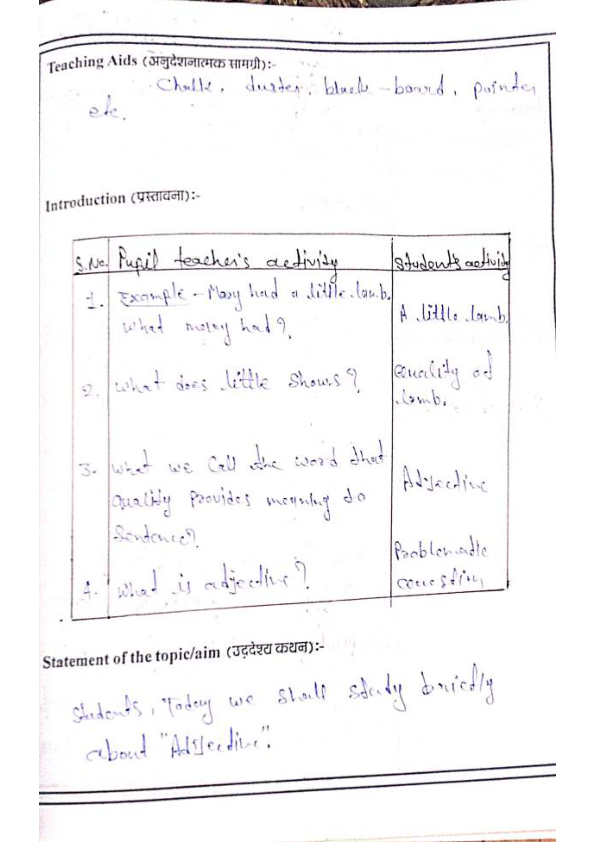 Teaching Aids (अनुदेशनात्मक सामग्री):-
Chalk, duster, black-board, pointer
etc.
Introduction (प्रस्तावना):-
S.No. Pupil teacher's activity Student's activity
1. Example - Mary had a little lamb.
What mary had? A little lamb.
2. What does little shows? Quality of
lamb.
3. What we call the word that
quality provides meaning to Adjective
Sentence?
4. What is adjective? Problematic
question
Statement of the topic/aim (उद्देश्य कथन):-
Students, Today we shall study briefly
about "Adjective".